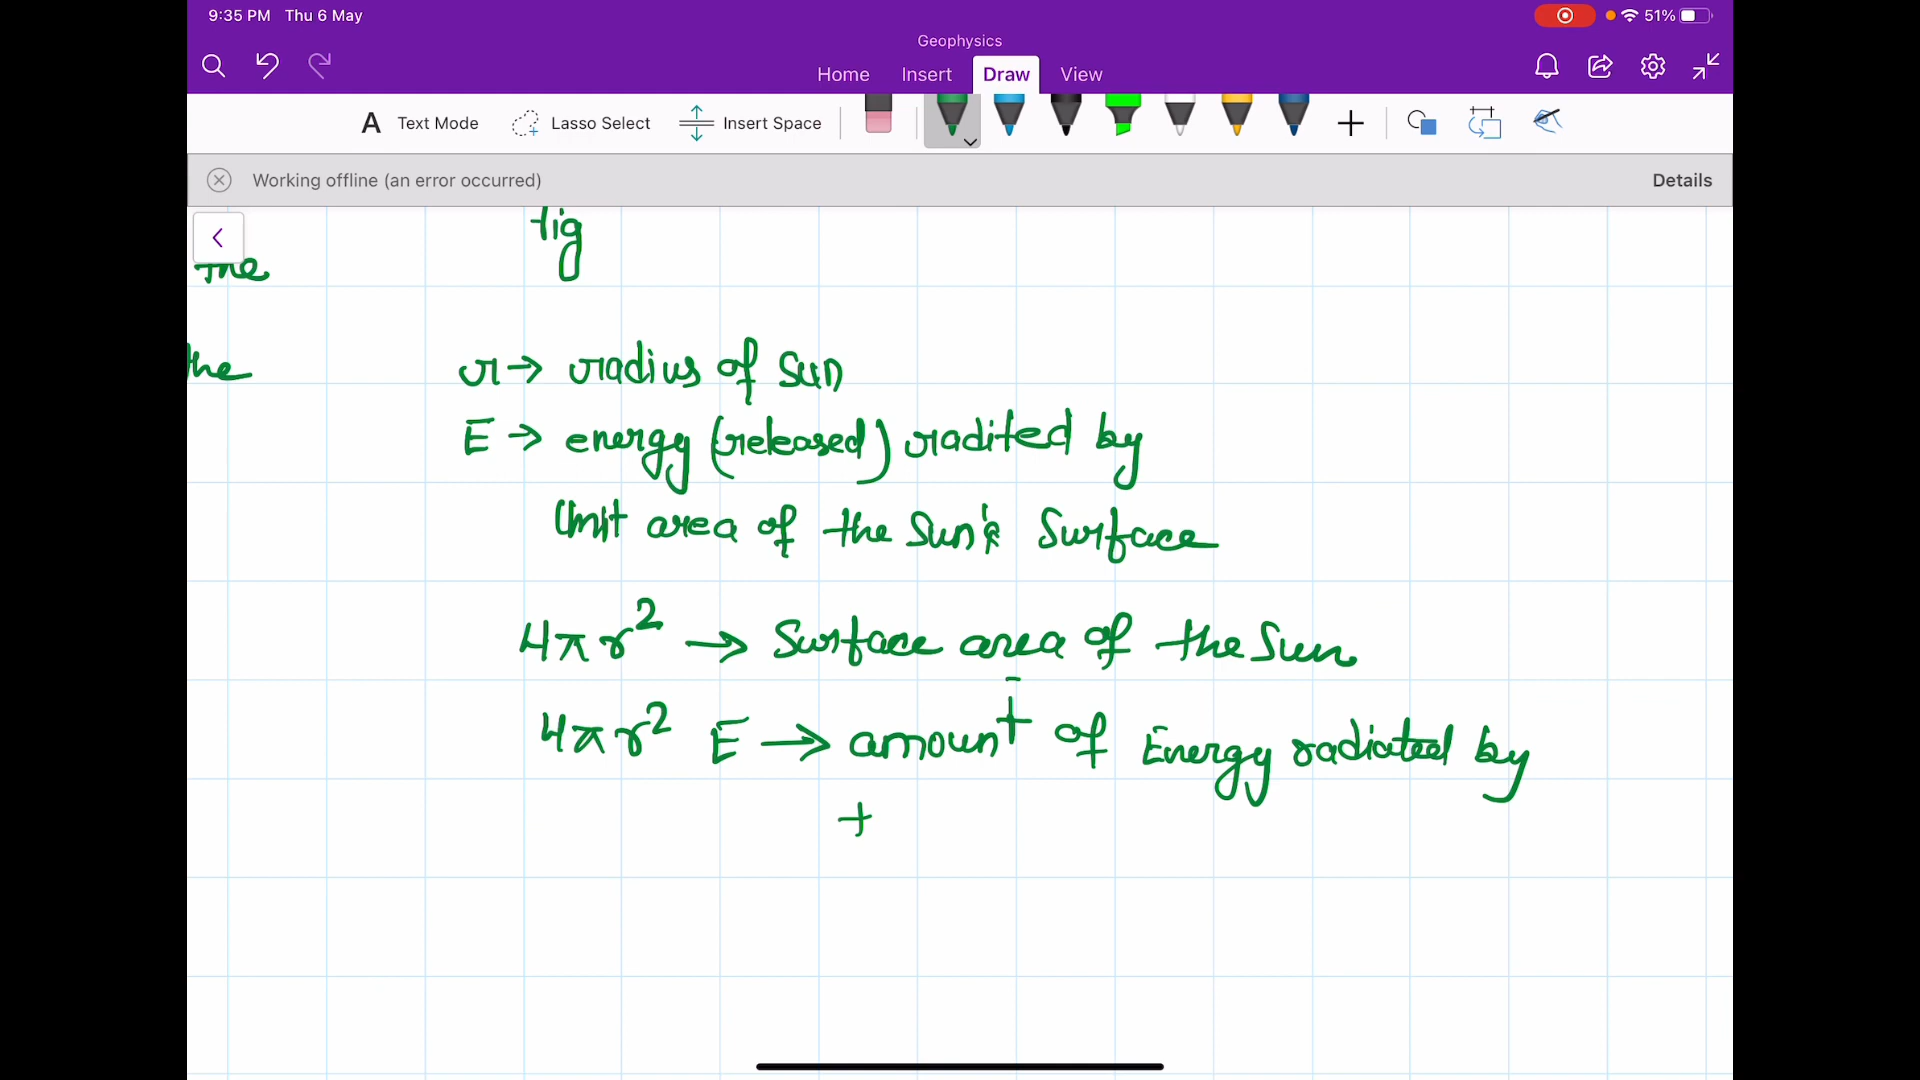 9:35 PM Thu 6 May
51%
Geophysics
Home Insert Draw View
A Text Mode Lasso Select Insert Space
Working offline (an error occurred) Details
fig
the
the
r → radius of sun
E → energy (released) radited by
Unit area of the Sun's Surface
4πr² → Surface area of the Sun.
4πr² E → amount of Energy radiated by
t